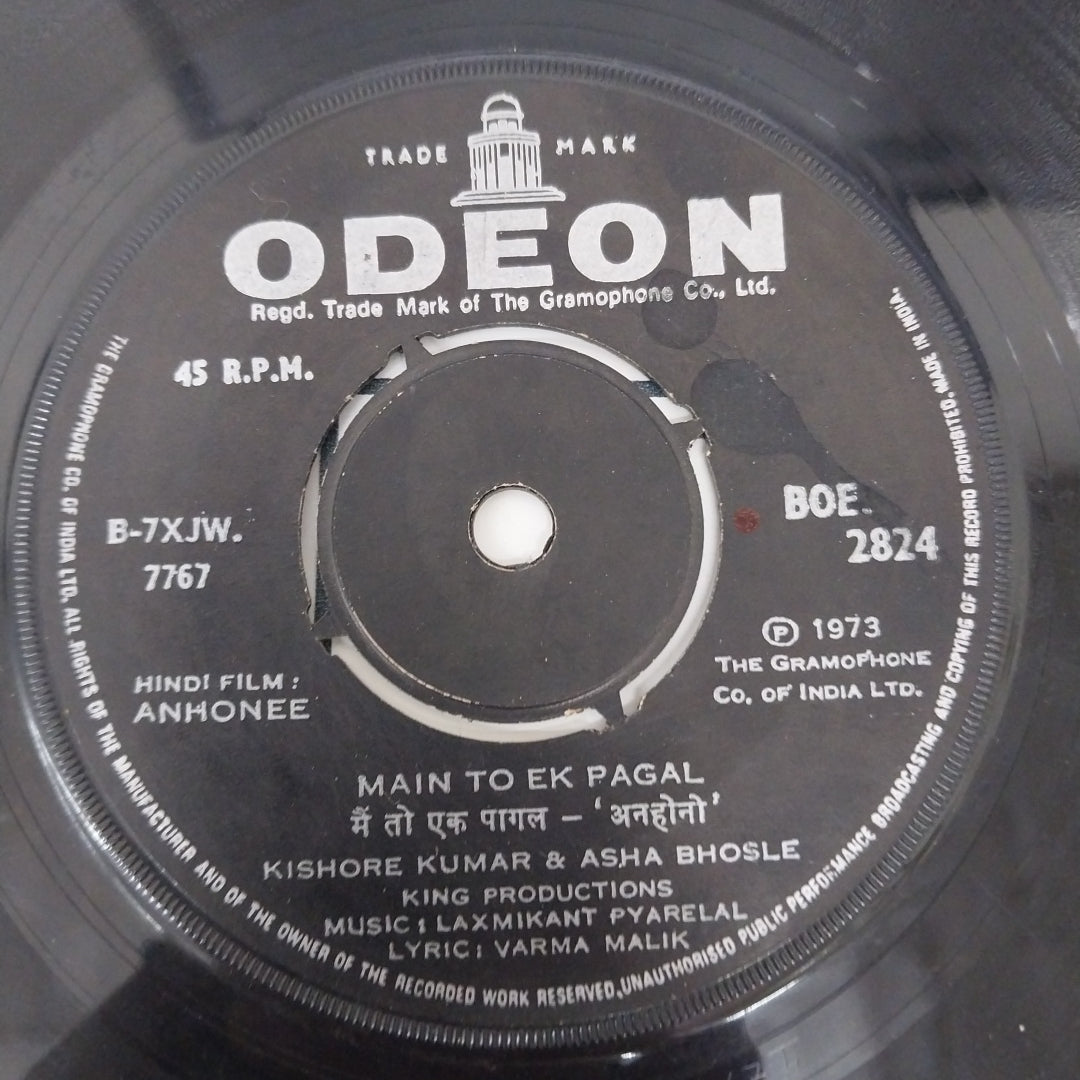 TRADE MARK
ODEON
Regd. Trade Mark of The Gramophone Co., Ltd.
45 R.P.M.
B-7XJW.
7767
BOE.
2824
Ⓟ 1973
THE GRAMOPHONE
CO. OF INDIA LTD.
HINDI FILM :
ANHONEE
MAIN TO EK PAGAL
मैं तो एक पागल – ‘अनहोनो’
KISHORE KUMAR & ASHA BHOSLE
KING PRODUCTIONS
MUSIC : LAXMIKANT PYARELAL
LYRIC : VARMA MALIK
THE GRAMOPHONE CO. OF INDIA LTD. ALL RIGHTS OF THE MANUFACTURER AND OF THE OWNER OF THE RECORDED WORK RESERVED, UNAUTHORISED PUBLIC PERFORMANCE BROADCASTING AND COPYING OF THIS RECORD PROHIBITED. MADE IN INDIA.